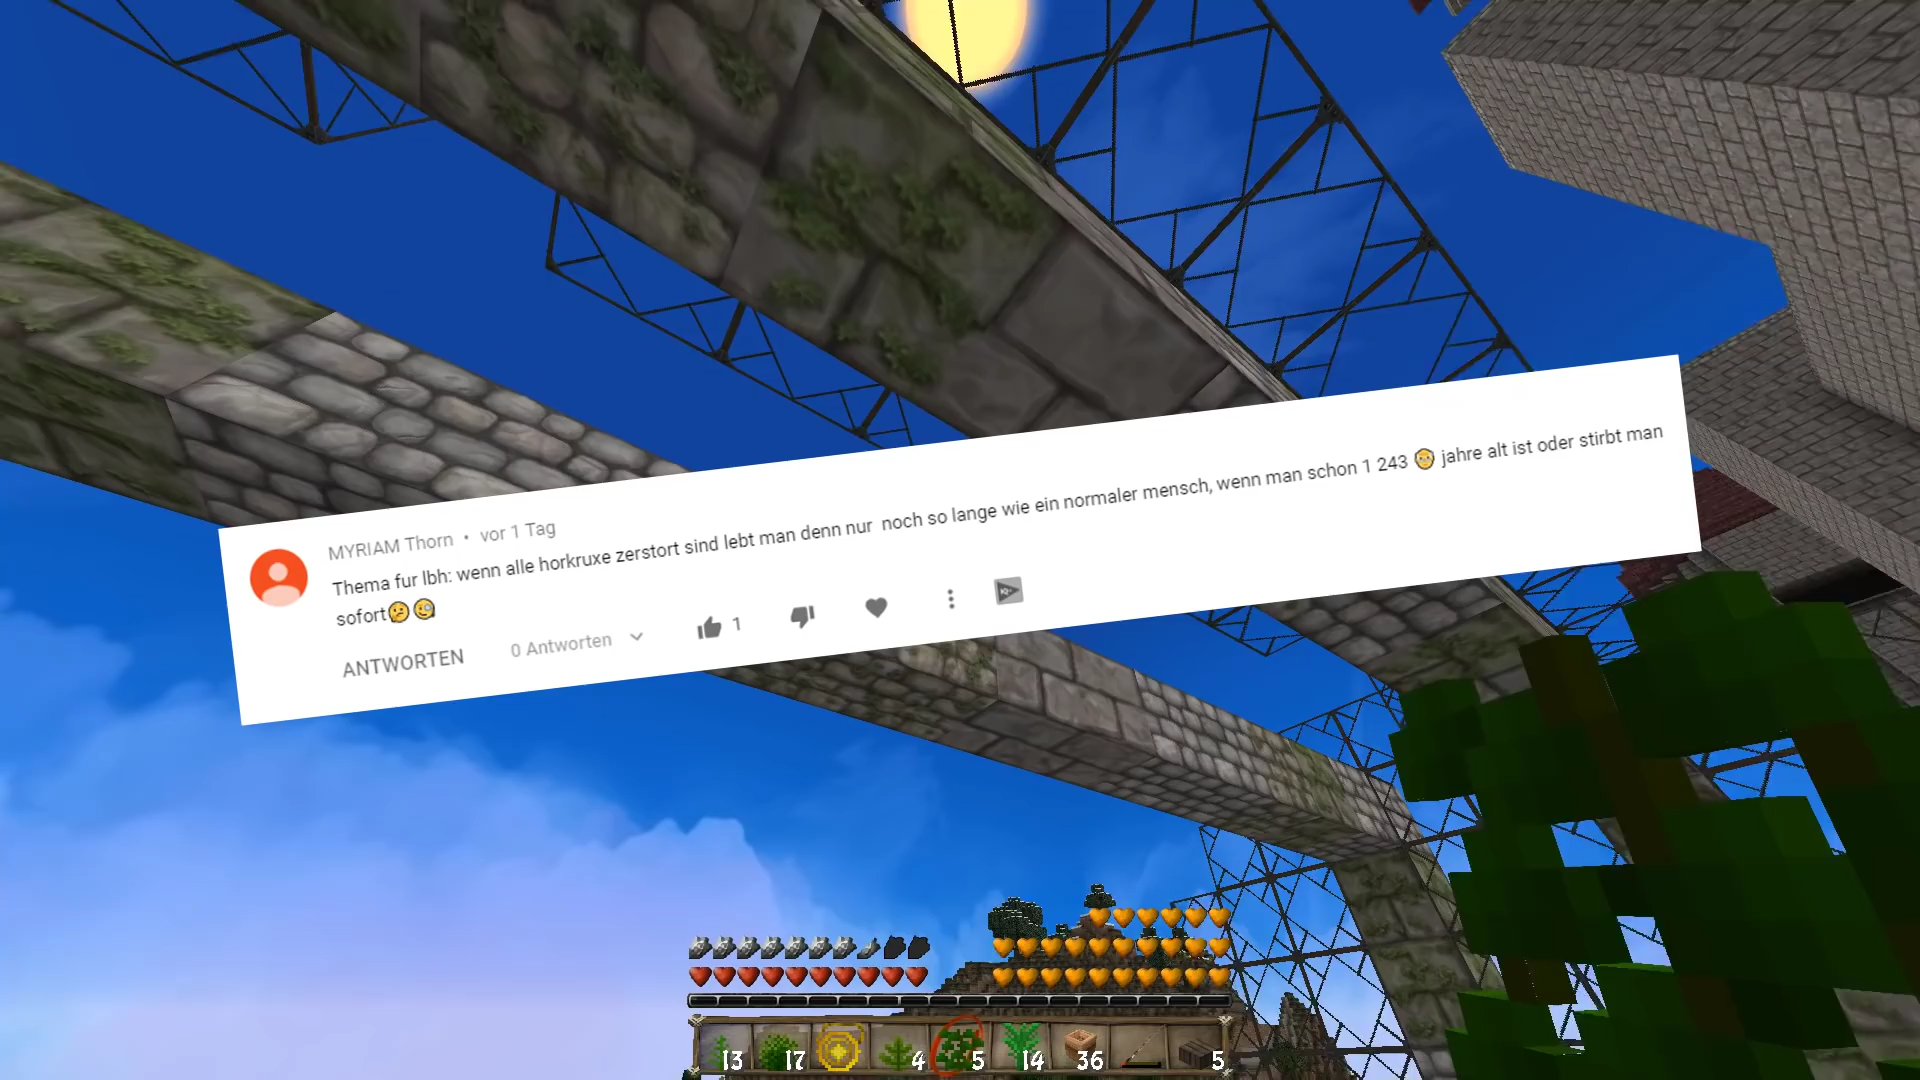 MYRIAM Thorn • vor 1 Tag
Thema fur lbh: wenn alle horkruxe zerstort sind lebt man denn nur noch so lange wie ein normaler mensch, wenn man schon 1 243 🧓 jahre alt ist oder stirbt man
sofort🤔🧐
ANTWORTEN 0 Antworten 1
13 17 4 5 14 36 5